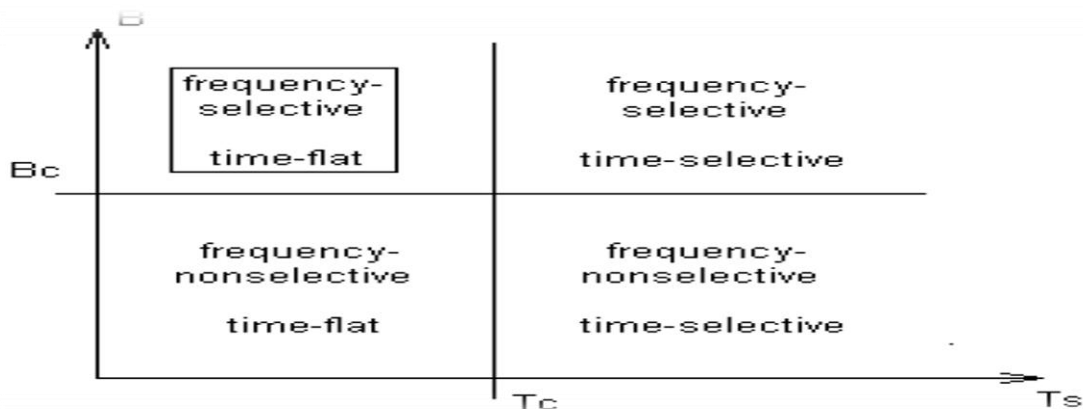 B
frequency-
selective
time-flat
frequency-
selective
time-selective
Bc
frequency-
nonselective
time-flat
frequency-
nonselective
time-selective
Tc
Ts